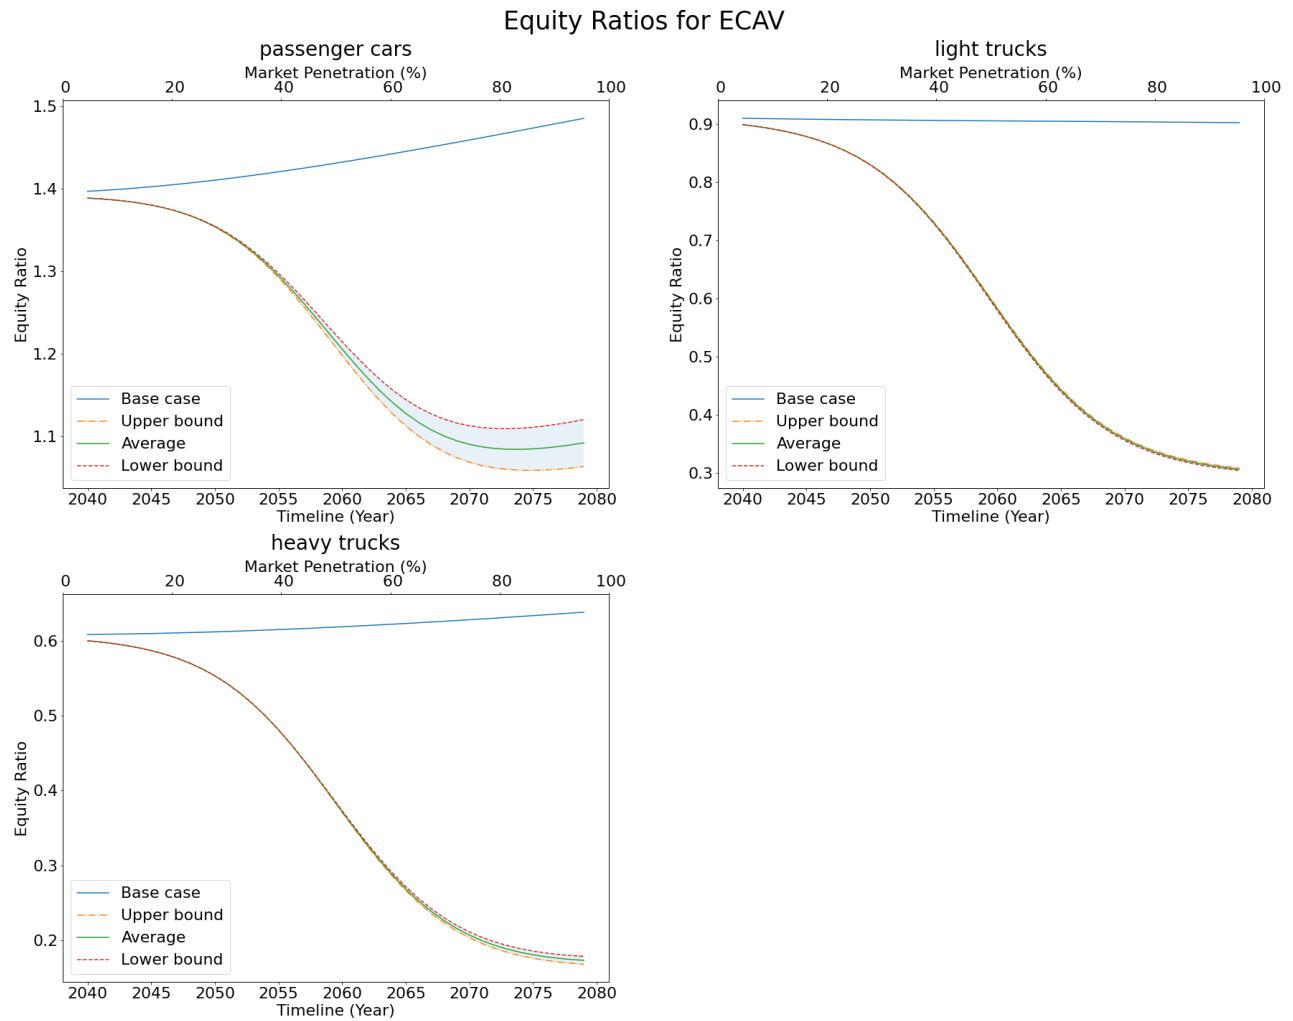 Equity Ratios for ECAV
passenger cars
Market Penetration (%)
0 20 40 60 80 100
1.5
1.4
1.3
1.2
1.1
Equity Ratio
Base case
Upper bound
Average
Lower bound
2040 2045 2050 2055 2060 2065 2070 2075 2080
Timeline (Year)
light trucks
Market Penetration (%)
0 20 40 60 80 100
0.9
0.8
0.7
0.6
0.5
0.4
0.3
Equity Ratio
Base case
Upper bound
Average
Lower bound
2040 2045 2050 2055 2060 2065 2070 2075 2080
Timeline (Year)
heavy trucks
Market Penetration (%)
0 20 40 60 80 100
0.6
0.5
0.4
0.3
0.2
Equity Ratio
Base case
Upper bound
Average
Lower bound
2040 2045 2050 2055 2060 2065 2070 2075 2080
Timeline (Year)